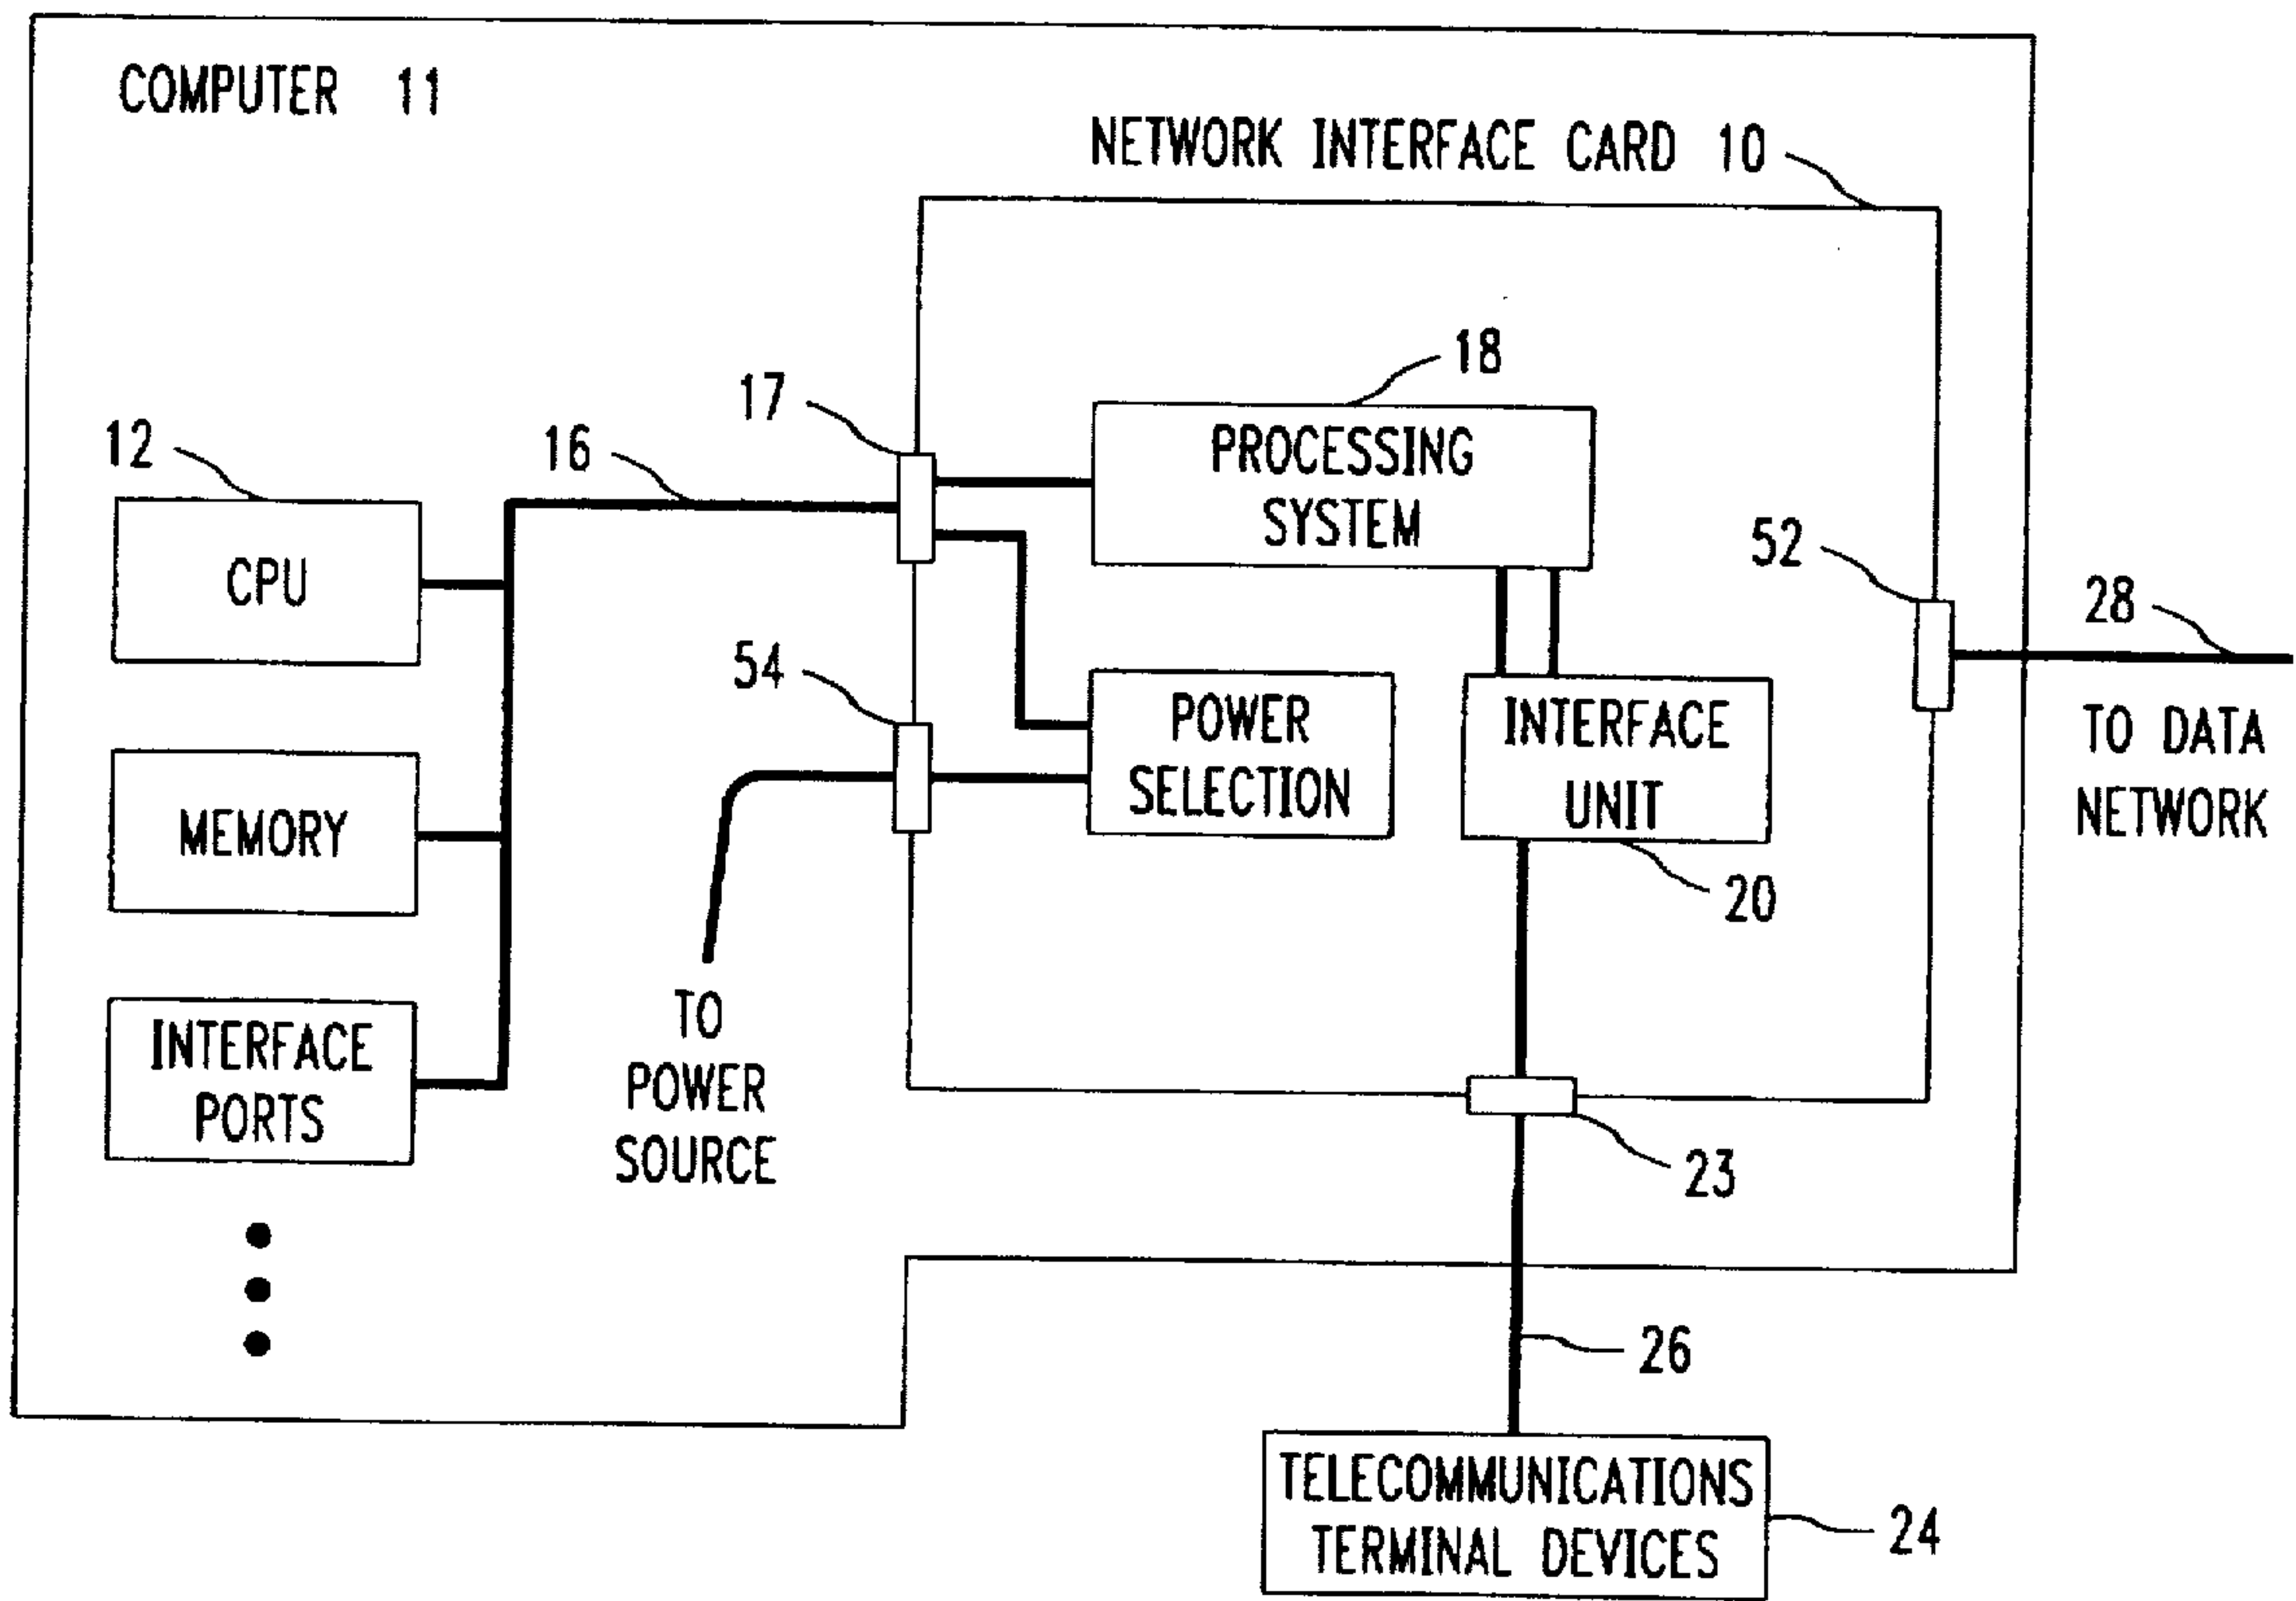 COMPUTER 11
NETWORK INTERFACE CARD 10
18
17
PROCESSING
SYSTEM
12
16
CPU
52
28
54
POWER
SELECTION
INTERFACE
UNIT
TO DATA
NETWORK
MEMORY
20
TO
POWER
SOURCE
INTERFACE
PORTS
23
26
TELECOMMUNICATIONS
TERMINAL DEVICES
24